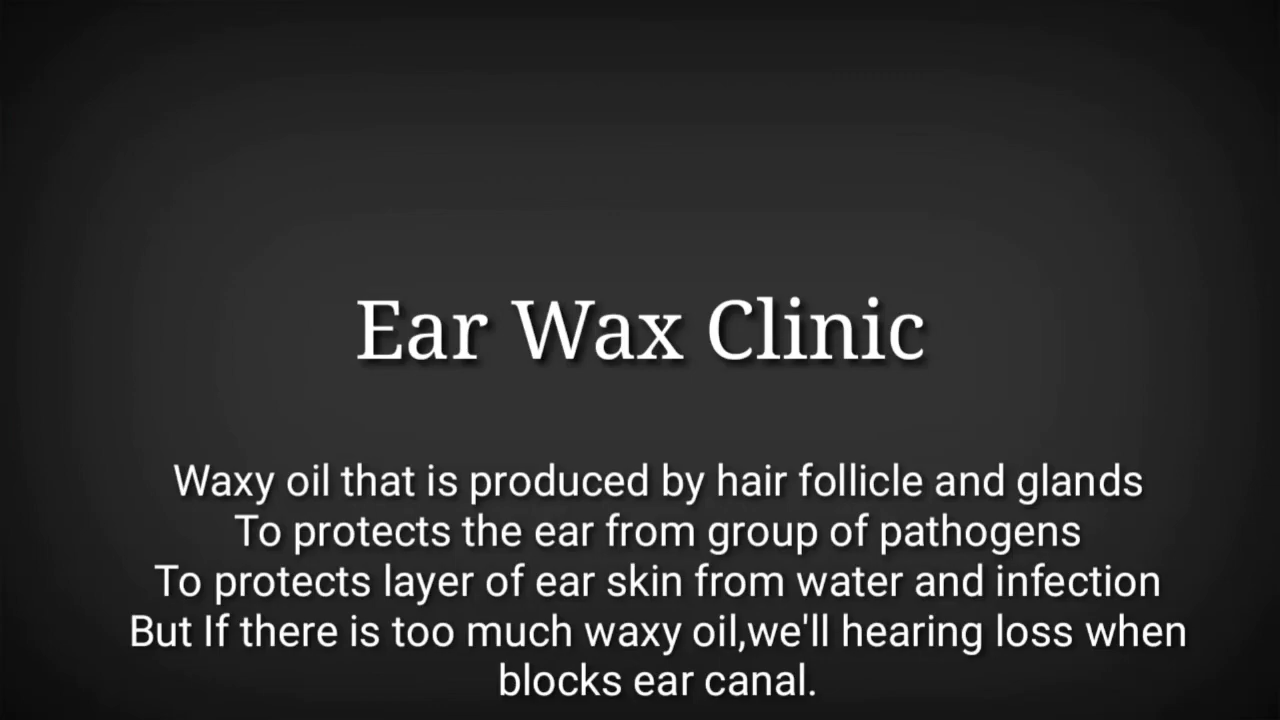 Ear Wax Clinic
Waxy oil that is produced by hair follicle and glands
To protects the ear from group of pathogens
To protects layer of ear skin from water and infection
But If there is too much waxy oil,we'll hearing loss when
blocks ear canal.